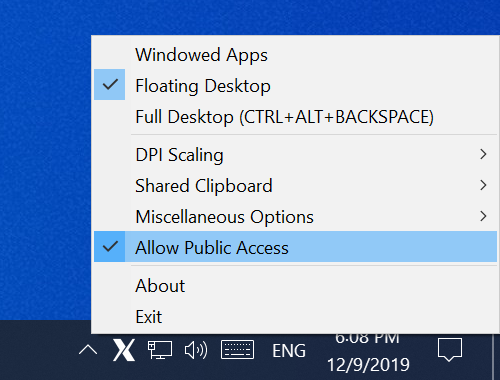 Windowed Apps
Floating Desktop
Full Desktop (CTRL+ALT+BACKSPACE)
DPI Scaling
Shared Clipboard
Miscellaneous Options
Allow Public Access
About
Exit
ENG
6:08 PM
12/9/2019